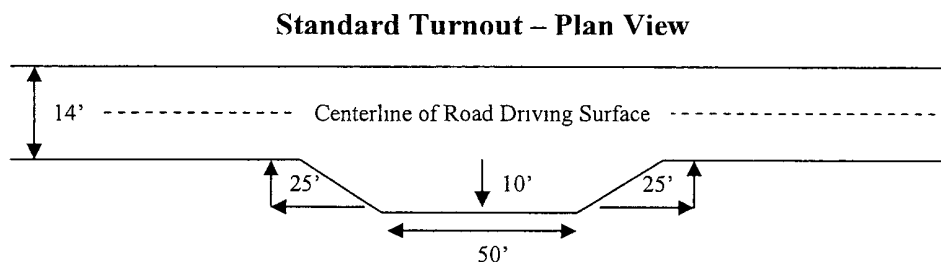 Standard Turnout – Plan View
14’
Centerline of Road Driving Surface
25’
10’
25’
50’